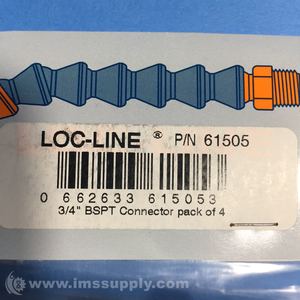 LOC-LINE ® P/N 61505
0 662633 615053
3/4" BSPT Connector pack of 4
© www.imssupply.com